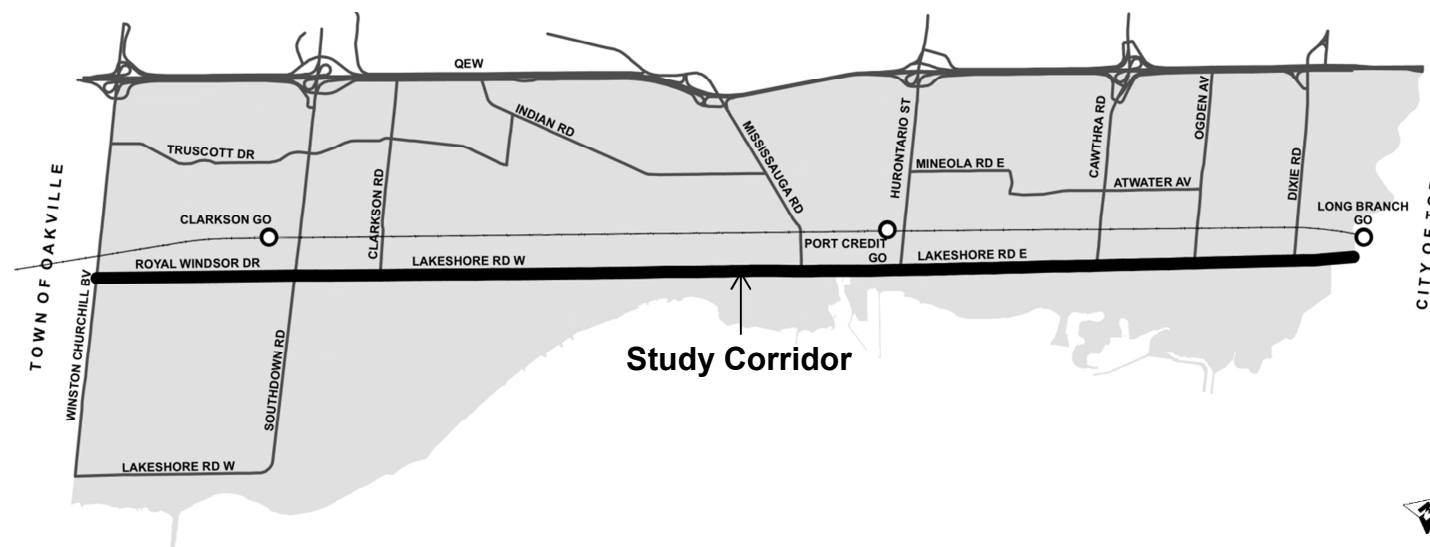 QEW
INDIAN RD
TRUSCOTT DR
MISSISSAUGA RD
HURONTARIO ST
MINEOLA RD E
CAWTHRA RD
OGDEN AV
ATWATER AV
DIXIE RD
TOWN OF OAKVILLE
CLARKSON GO
CLARKSON RD
LONG BRANCH
GO
PORT CREDIT
GO
ROYAL WINDSOR DR
LAKESHORE RD W
LAKESHORE RD E
CITY OF
WINSTON CHURCHILL BV
SOUTHDOWN RD
Study Corridor
LAKESHORE RD W